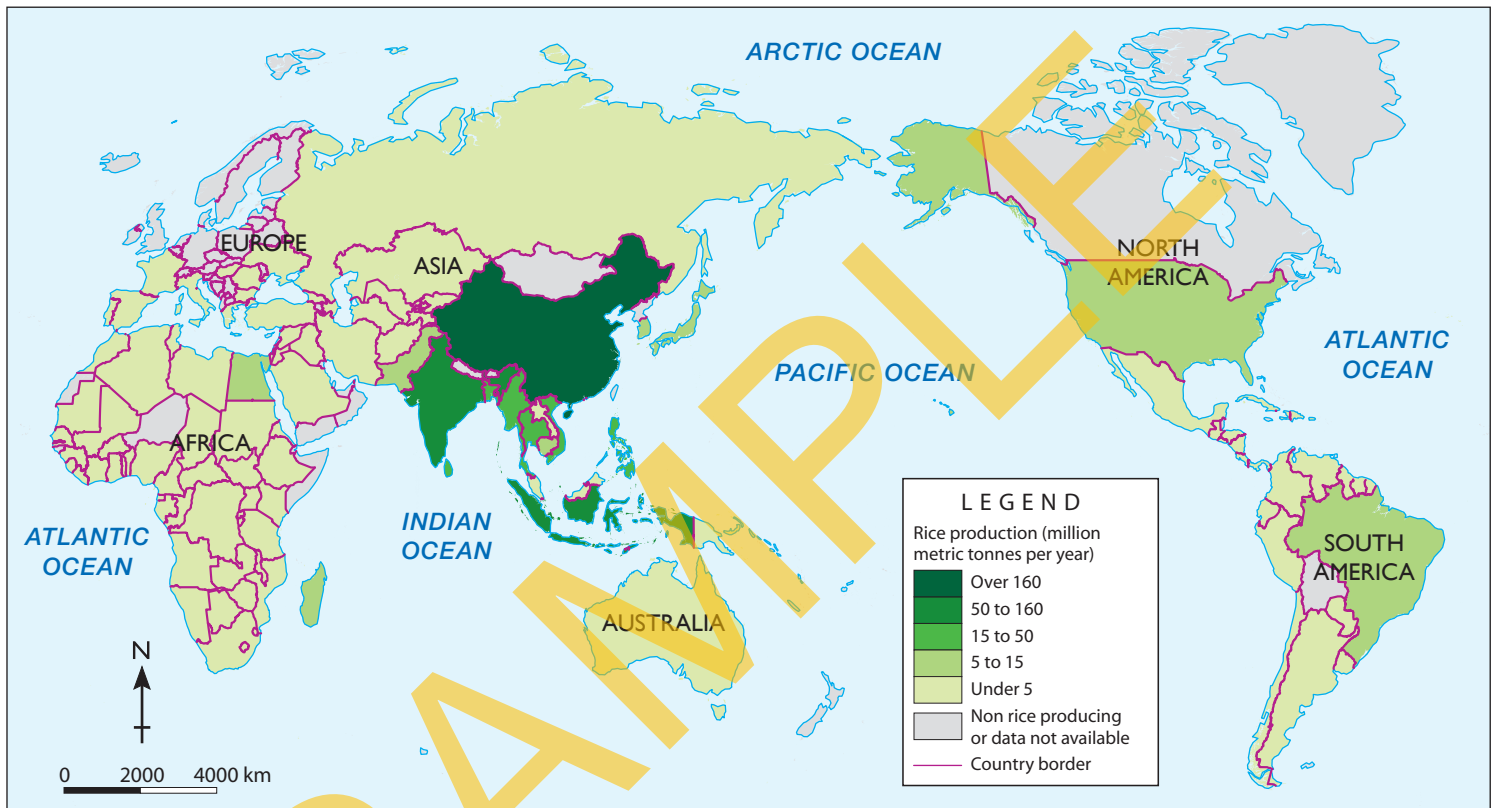 ARCTIC OCEAN
EUROPE
ASIA
NORTH
AMERICA
ATLANTIC
OCEAN
PACIFIC OCEAN
AFRICA
INDIAN
OCEAN
ATLANTIC
OCEAN
SOUTH
AMERICA
AUSTRALIA
N
0 2000 4000 km
LEGEND
Rice production (million
metric tonnes per year)
Over 160
50 to 160
15 to 50
5 to 15
Under 5
Non rice producing
or data not available
Country border
AMPLE